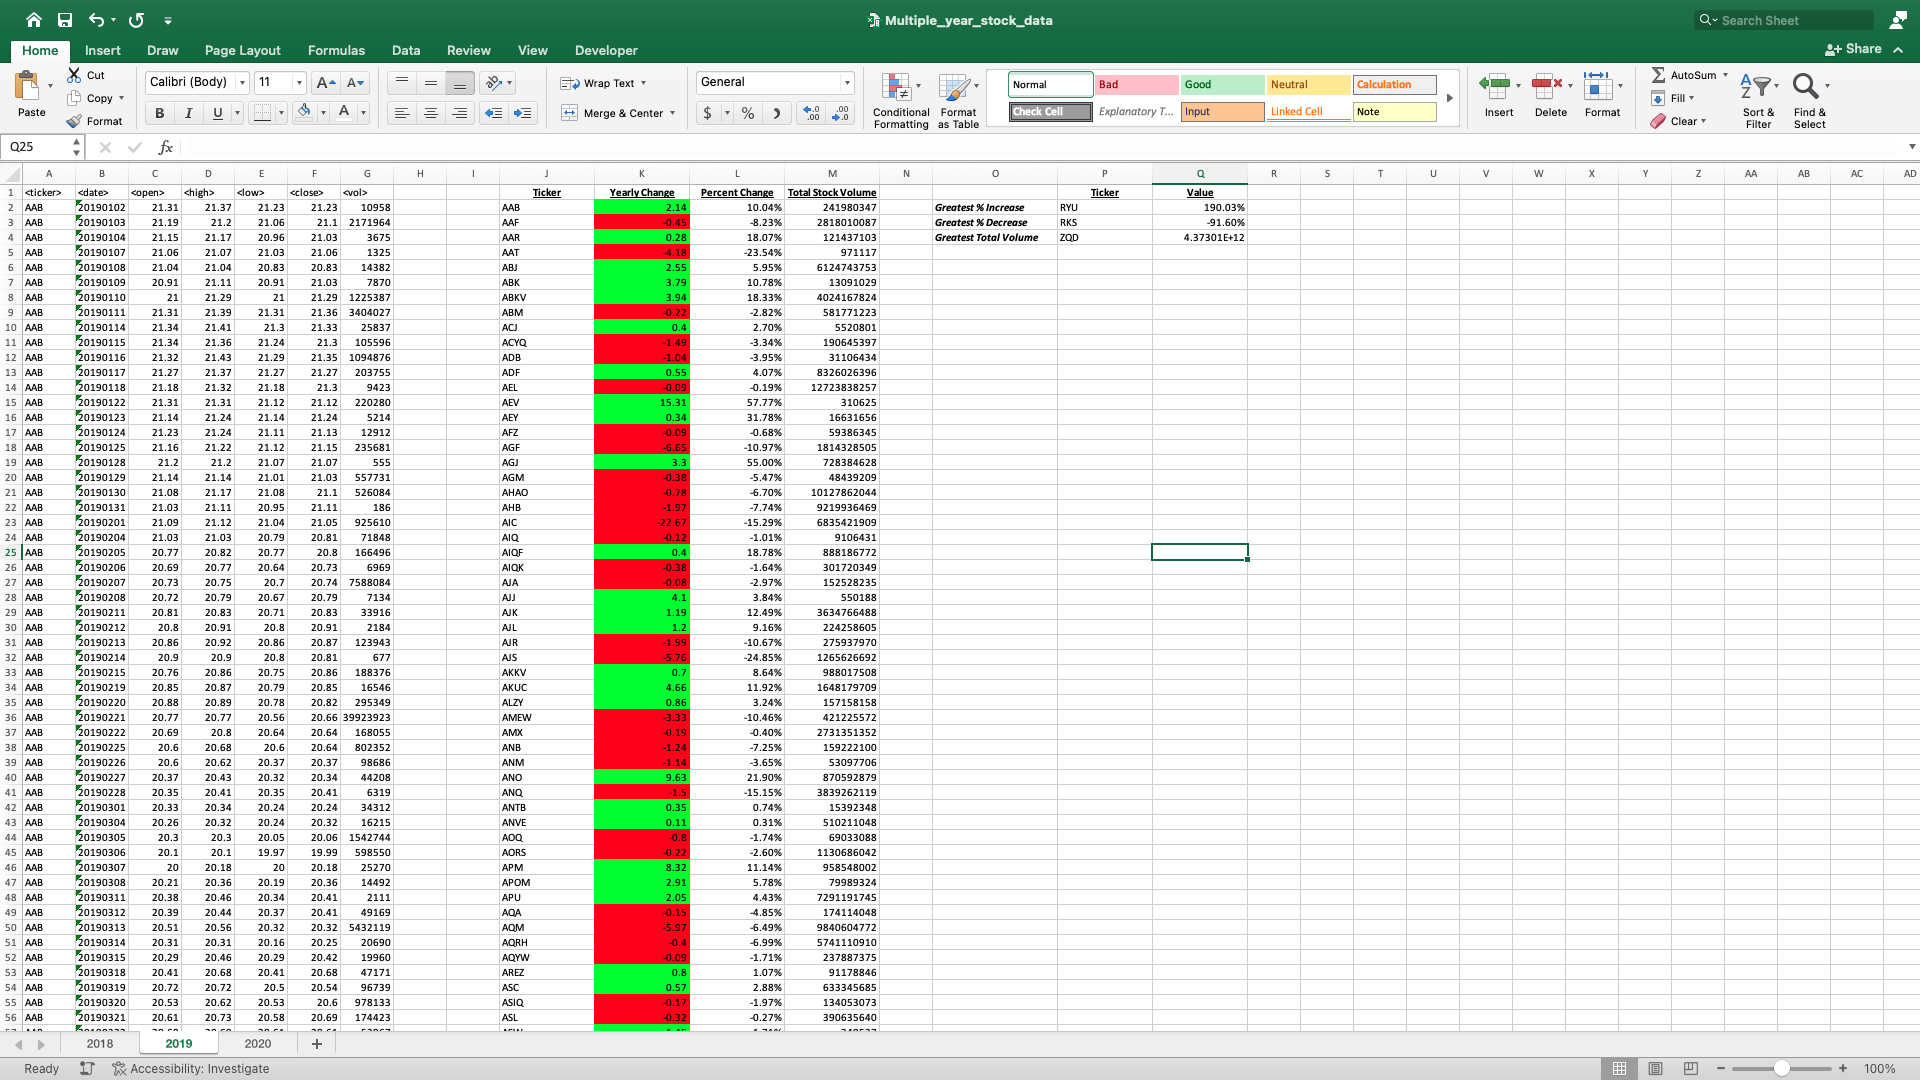 Multiple_year_stock_data
Search Sheet
Home Insert Draw Page Layout Formulas Data Review View Developer
Share
Paste Cut Copy Format
Calibri (Body) 11
B I U A
Wrap Text
Merge & Center
General
$ %
Conditional Formatting
Format as Table
Normal Bad Good Neutral Calculation
Check Cell Explanatory T... Input Linked Cell Note
Insert Delete Format
AutoSum Fill Clear
Sort & Filter
Find & Select
Q25 fx
A B C D E F G H I J K L M N O P Q R S T U V W X Y Z AA AB AC AD
1 <ticker> <date> <open> <high> <low> <close> <vol> Ticker Yearly Change Percent Change Total Stock Volume Ticker Value
2 AAB 20190102 21.31 21.37 21.23 21.23 10958 AAB 2.14 10.04% 241980347 Greatest % Increase RYU 190.03%
3 AAB 20190103 21.19 21.2 21.06 21.1 2171964 AAF -0.45 -8.23% 2818010087 Greatest % Decrease RKS -91.60%
4 AAB 20190104 21.15 21.17 20.96 21.03 3675 AAR 0.28 18.07% 121437103 Greatest Total Volume ZQD 4.37301E+12
5 AAB 20190107 21.06 21.07 21.03 21.06 1325 AAT -4.18 -23.54% 971117
6 AAB 20190108 21.04 21.04 20.83 20.83 14382 ABJ 2.55 5.95% 6124743753
7 AAB 20190109 20.91 21.11 20.91 21.03 7870 ABK 3.79 10.78% 13091029
8 AAB 20190110 21 21.29 21 21.29 1225387 ABKV 3.94 18.33% 4024167824
9 AAB 20190111 21.31 21.39 21.31 21.36 3404027 ABM -0.22 -2.82% 581771223
10 AAB 20190114 21.34 21.41 21.3 21.33 25837 ACJ 0.4 2.70% 5520801
11 AAB 20190115 21.34 21.36 21.24 21.3 105596 ACYQ -1.49 -3.34% 190645397
12 AAB 20190116 21.32 21.43 21.29 21.35 1094876 ADB -1.04 -3.95% 31106434
13 AAB 20190117 21.27 21.37 21.27 21.27 203755 ADF 0.55 4.07% 8326026396
14 AAB 20190118 21.18 21.32 21.18 21.3 9423 AEL -0.09 -0.19% 12723838257
15 AAB 20190122 21.31 21.31 21.12 21.12 220280 AEV 15.31 57.77% 310625
16 AAB 20190123 21.14 21.24 21.14 21.24 5214 AEY 0.34 31.78% 16631656
17 AAB 20190124 21.23 21.24 21.11 21.13 12912 AFZ -0.09 -0.68% 59386345
18 AAB 20190125 21.16 21.22 21.12 21.15 235681 AGF -6.65 -10.97% 1814328505
19 AAB 20190128 21.2 21.2 21.07 21.07 555 AGJ 3.3 55.00% 728384628
20 AAB 20190129 21.14 21.14 21.01 21.03 557731 AGM -0.38 -5.47% 48439209
21 AAB 20190130 21.08 21.17 21.08 21.1 526084 AHAO -0.78 -6.70% 10127862044
22 AAB 20190131 21.03 21.11 20.95 21.11 186 AHB -1.97 -7.74% 9219936469
23 AAB 20190201 21.09 21.12 21.04 21.05 925610 AIC -22.67 -15.29% 6835421909
24 AAB 20190204 21.03 21.03 20.79 20.81 71848 AIQ -0.12 -1.01% 9106431
25 AAB 20190205 20.77 20.82 20.77 20.8 166496 AIQF 0.4 18.78% 888186772
26 AAB 20190206 20.69 20.77 20.64 20.73 6969 AIQK -0.38 -1.64% 301720349
27 AAB 20190207 20.73 20.75 20.7 20.74 7588084 AJA -0.08 -2.97% 152528235
28 AAB 20190208 20.72 20.79 20.67 20.79 7134 AJJ 4.1 3.84% 550188
29 AAB 20190211 20.81 20.83 20.71 20.83 33916 AJK 1.19 12.49% 3634766488
30 AAB 20190212 20.8 20.91 20.8 20.91 2184 AJL 1.2 9.16% 224258605
31 AAB 20190213 20.86 20.92 20.86 20.87 123943 AJR -1.99 -10.67% 275937970
32 AAB 20190214 20.9 20.9 20.8 20.81 677 AJS -5.76 -24.85% 1265626692
33 AAB 20190215 20.76 20.86 20.75 20.86 188376 AKKV 0.7 8.64% 988017508
34 AAB 20190219 20.85 20.87 20.79 20.85 16546 AKUC 4.66 11.92% 1648179709
35 AAB 20190220 20.88 20.89 20.78 20.82 295349 ALZY 0.86 3.24% 157158158
36 AAB 20190221 20.77 20.77 20.56 20.66 39923923 AMEW -3.33 -10.46% 421225572
37 AAB 20190222 20.69 20.8 20.64 20.64 168055 AMX -0.19 -0.40% 2731351352
38 AAB 20190225 20.6 20.68 20.6 20.64 802352 ANB -1.24 -7.25% 159222100
39 AAB 20190226 20.6 20.62 20.37 20.37 98686 ANM -1.14 -3.65% 53097706
40 AAB 20190227 20.37 20.43 20.32 20.34 44208 ANO 9.63 21.90% 870592879
41 AAB 20190228 20.35 20.41 20.35 20.41 6319 ANQ -1.5 -15.15% 3839262119
42 AAB 20190301 20.33 20.34 20.24 20.24 34312 ANTB 0.35 0.74% 15392348
43 AAB 20190304 20.26 20.32 20.24 20.32 16215 ANVE 0.11 0.31% 510211048
44 AAB 20190305 20.3 20.3 20.05 20.06 1542744 AOQ -0.8 -1.74% 69033088
45 AAB 20190306 20.1 20.1 19.97 19.99 598550 AORS -0.22 -2.60% 1130686042
46 AAB 20190307 20 20.18 20 20.18 25270 APM 8.32 11.14% 958548002
47 AAB 20190308 20.21 20.36 20.19 20.36 14492 APOM 2.91 5.78% 79989324
48 AAB 20190311 20.38 20.46 20.34 20.41 2111 APU 2.05 4.43% 7291191745
49 AAB 20190312 20.39 20.44 20.37 20.41 49169 AQA -0.15 -4.85% 174114048
50 AAB 20190313 20.51 20.56 20.32 20.32 5432119 AQM -5.97 -6.49% 9840604772
51 AAB 20190314 20.31 20.31 20.16 20.25 20690 AQRH -0.4 -6.99% 5741110910
52 AAB 20190315 20.29 20.46 20.29 20.42 19960 AQYW -0.09 -1.71% 237887375
53 AAB 20190318 20.41 20.68 20.41 20.68 47171 AREZ 0.8 1.07% 91178846
54 AAB 20190319 20.72 20.72 20.5 20.54 96739 ASC 0.57 2.88% 633345685
55 AAB 20190320 20.53 20.62 20.53 20.6 978133 ASIQ -0.17 -1.97% 134053073
56 AAB 20190321 20.61 20.73 20.58 20.69 174423 ASL -0.32 -0.27% 390635640
2018 2019 2020 +
Ready Accessibility: Investigate 100%